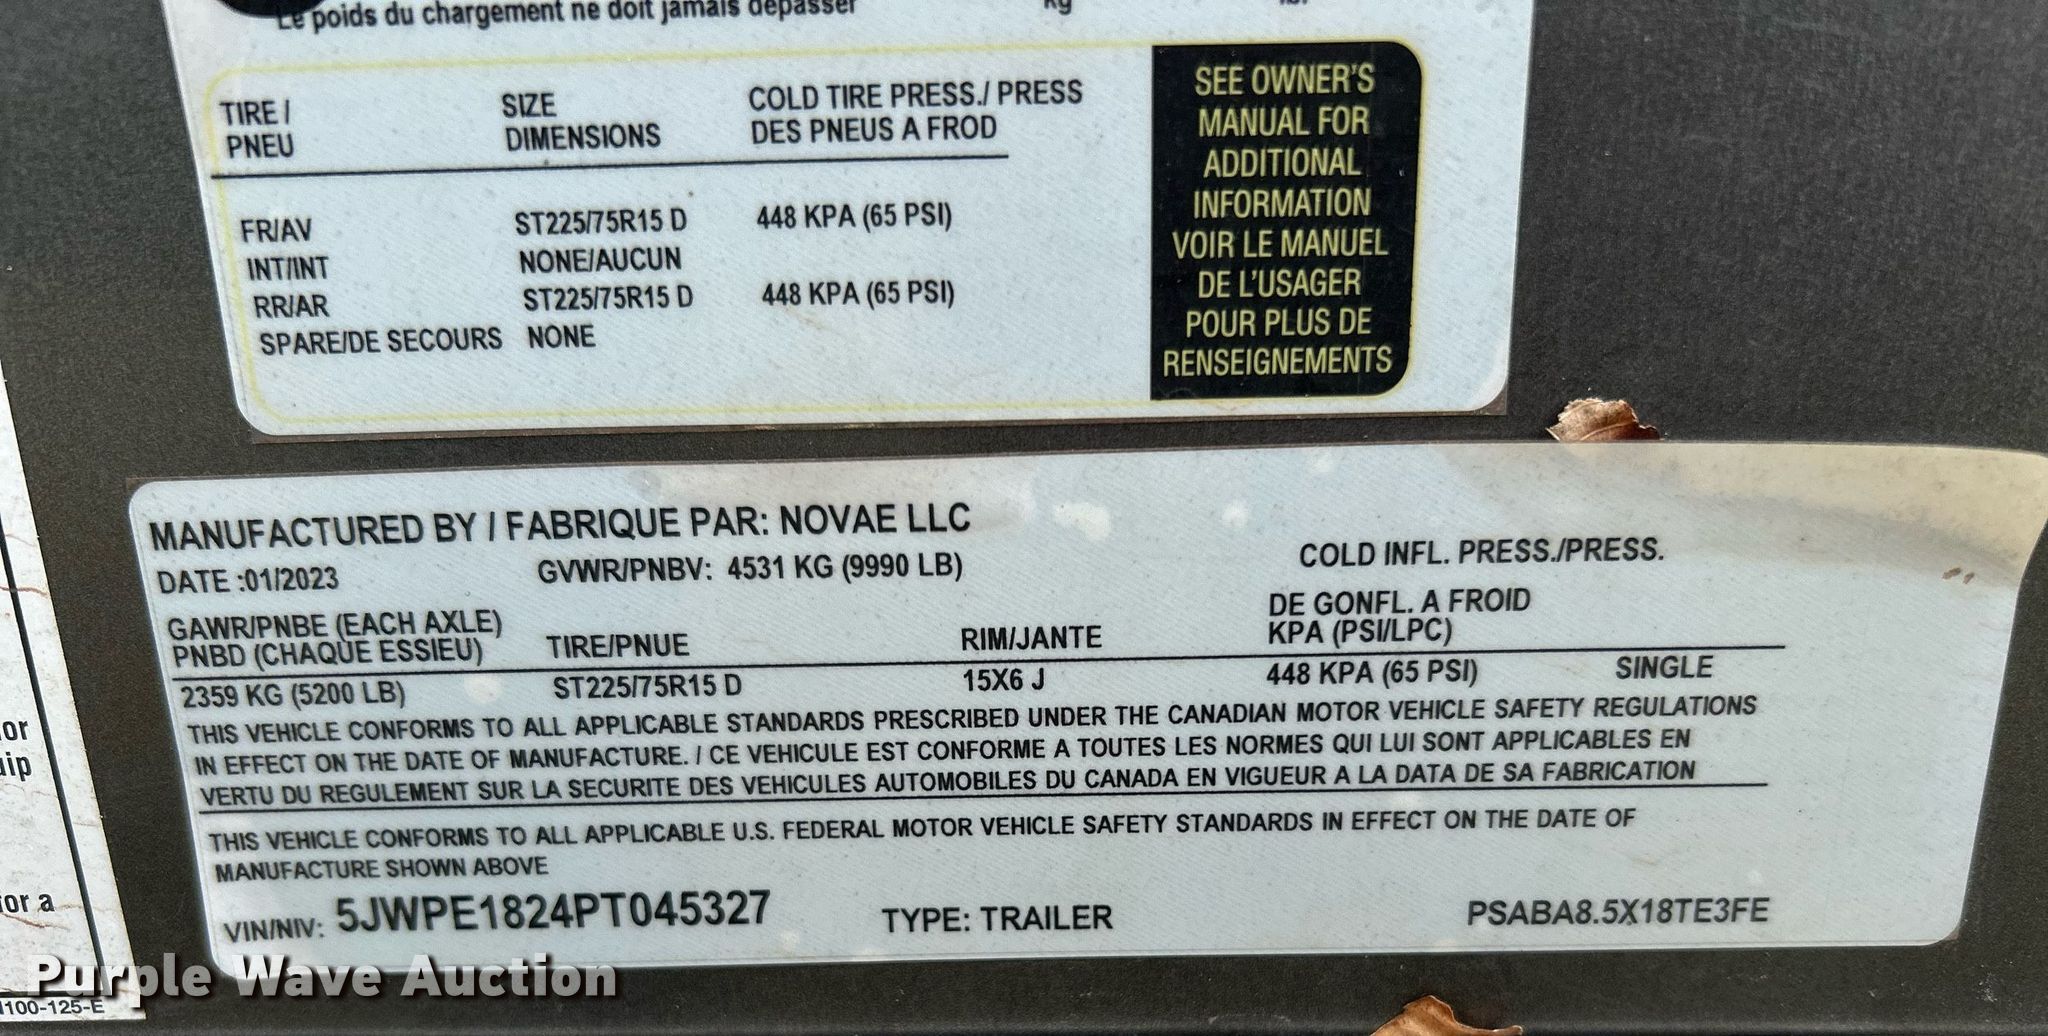 Le poids du chargement ne doit jamais dépasser kg lb.
TIRE / SIZE COLD TIRE PRESS./ PRESS
PNEU DIMENSIONS DES PNEUS A FROD
FR/AV ST225/75R15 D 448 KPA (65 PSI)
INT/INT NONE/AUCUN
RR/AR ST225/75R15 D 448 KPA (65 PSI)
SPARE/DE SECOURS NONE
SEE OWNER'S
MANUAL FOR
ADDITIONAL
INFORMATION
VOIR LE MANUEL
DE L'USAGER
POUR PLUS DE
RENSEIGNEMENTS
MANUFACTURED BY / FABRIQUE PAR: NOVAE LLC
DATE :01/2023 GVWR/PNBV: 4531 KG (9990 LB) COLD INFL. PRESS./PRESS.
GAWR/PNBE (EACH AXLE) DE GONFL. A FROID
PNBD (CHAQUE ESSIEU) TIRE/PNUE RIM/JANTE KPA (PSI/LPC)
2359 KG (5200 LB) ST225/75R15 D 15X6 J 448 KPA (65 PSI) SINGLE
THIS VEHICLE CONFORMS TO ALL APPLICABLE STANDARDS PRESCRIBED UNDER THE CANADIAN MOTOR VEHICLE SAFETY REGULATIONS
IN EFFECT ON THE DATE OF MANUFACTURE. / CE VEHICULE EST CONFORME A TOUTES LES NORMES QUI LUI SONT APPLICABLES EN
VERTU DU REGULEMENT SUR LA SECURITE DES VEHICULES AUTOMOBILES DU CANADA EN VIGUEUR A LA DATA DE SA FABRICATION
THIS VEHICLE CONFORMS TO ALL APPLICABLE U.S. FEDERAL MOTOR VEHICLE SAFETY STANDARDS IN EFFECT ON THE DATE OF
MANUFACTURE SHOWN ABOVE
VIN/NIV: 5JWPE1824PT045327 TYPE: TRAILER PSABA8.5X18TE3FE
or
ip
for a
Purple Wave Auction
100-125-E